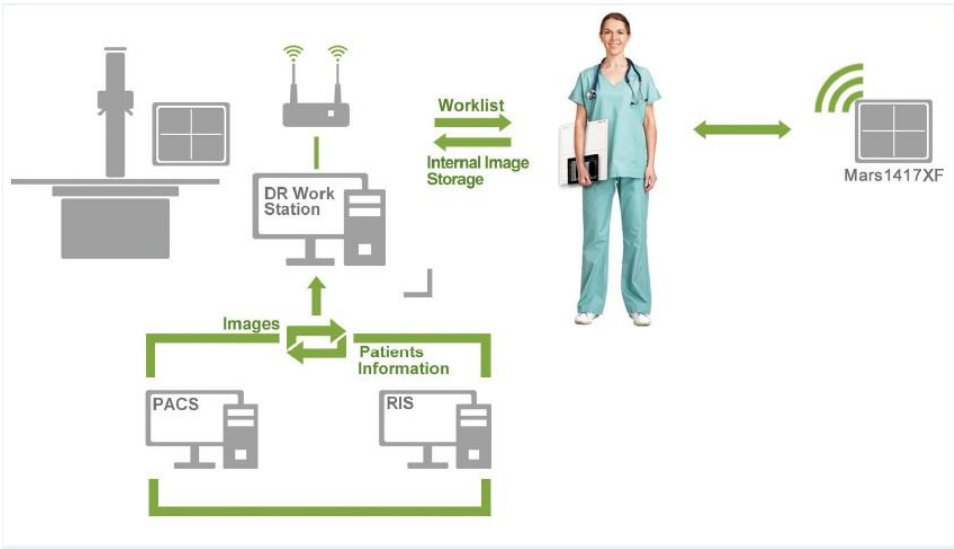 Worklist
Internal Image
Storage
Mars1417XF
DR Work
Station
Images
Patients
Information
PACS
RIS